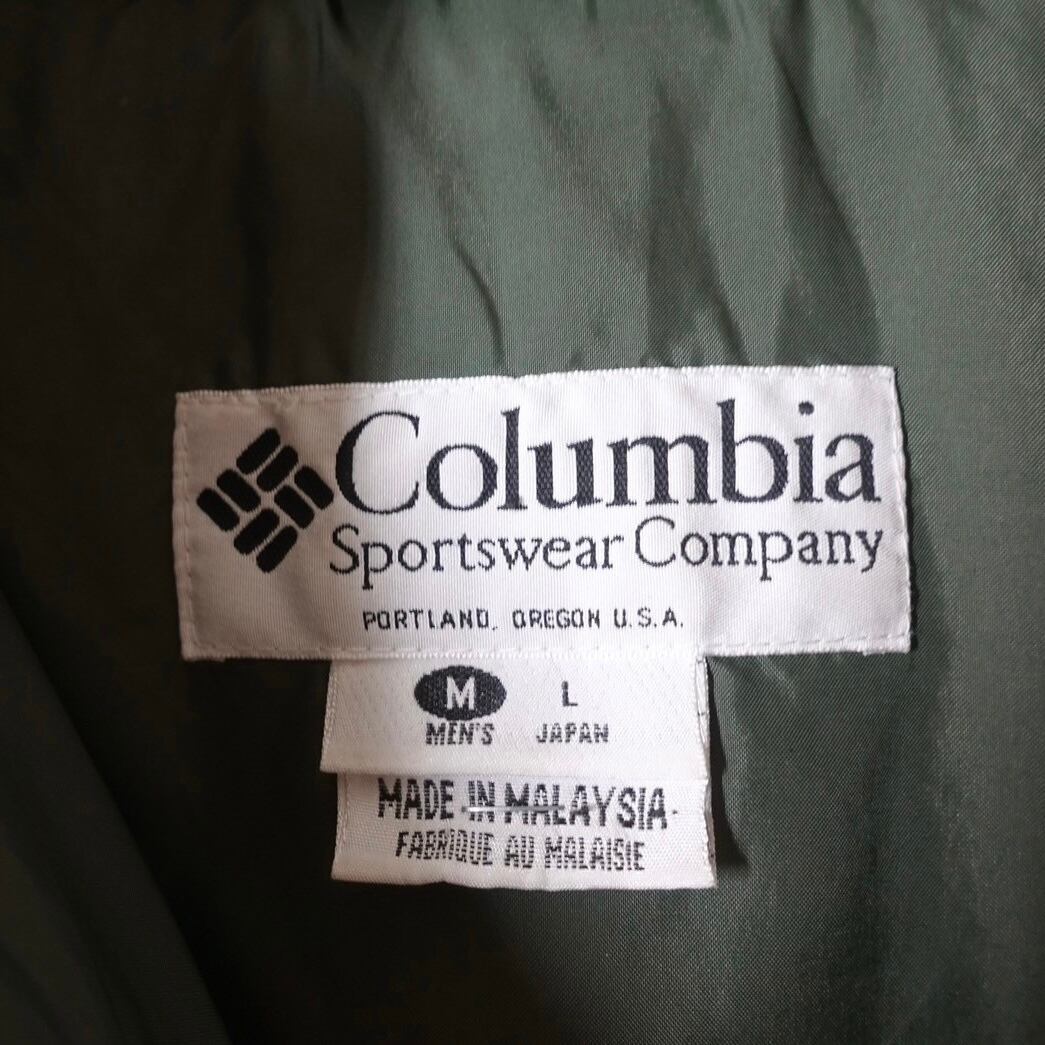 Columbia
Sportswear Company
PORTLAND, OREGON U.S.A.
M L
MEN'S JAPAN
MADE IN MALAYSIA
FABRIQUE AU MALAISIE